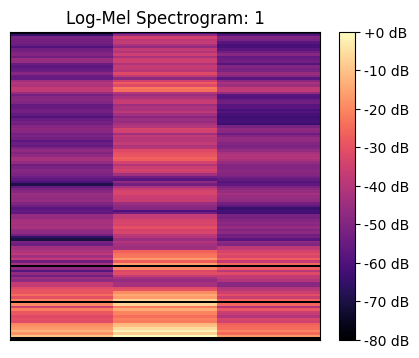 Log-Mel Spectrogram: 1
+0 dB
-10 dB
-20 dB
-30 dB
-40 dB
-50 dB
-60 dB
-70 dB
-80 dB